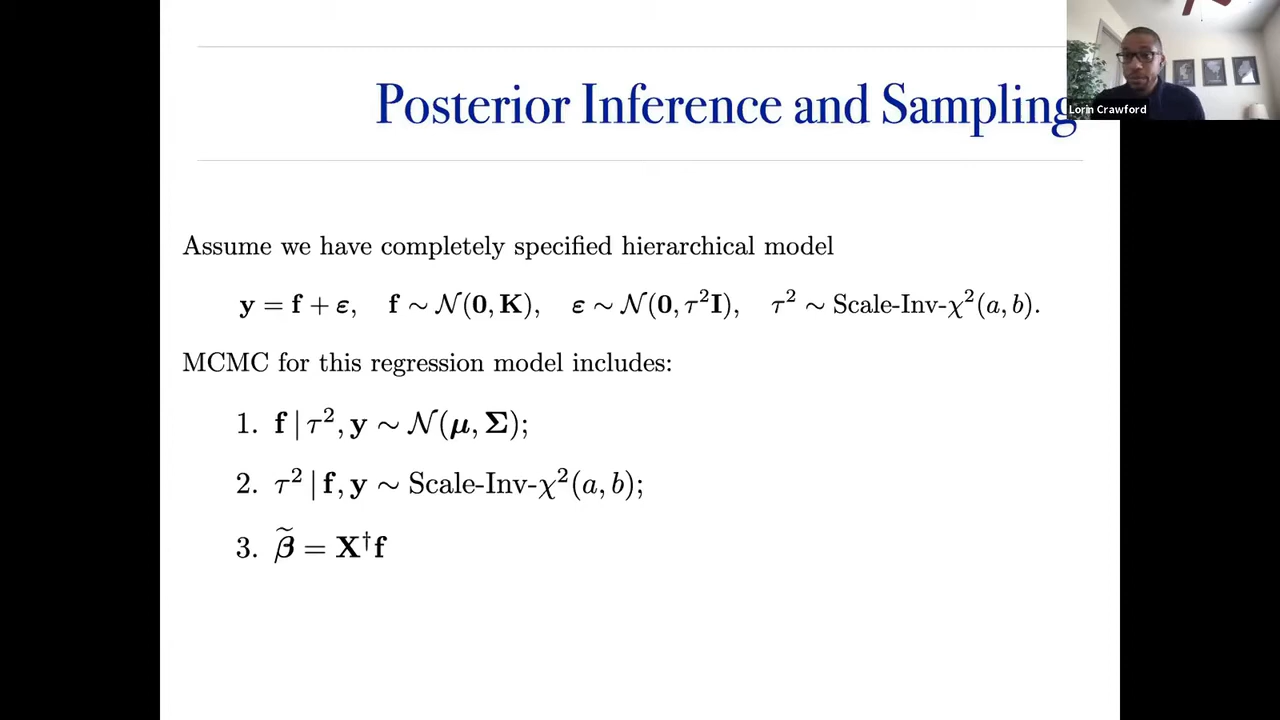 Posterior Inference and Sampling
Lorin Crawford
Assume we have completely specified hierarchical model
y = f + ε, f ∼ N(0, K), ε ∼ N(0, τ²I), τ² ∼ Scale-Inv-χ²(a, b).
MCMC for this regression model includes:
1. f | τ², y ∼ N(μ, Σ);
2. τ² | f, y ∼ Scale-Inv-χ²(a, b);
3. β̃ = X†f